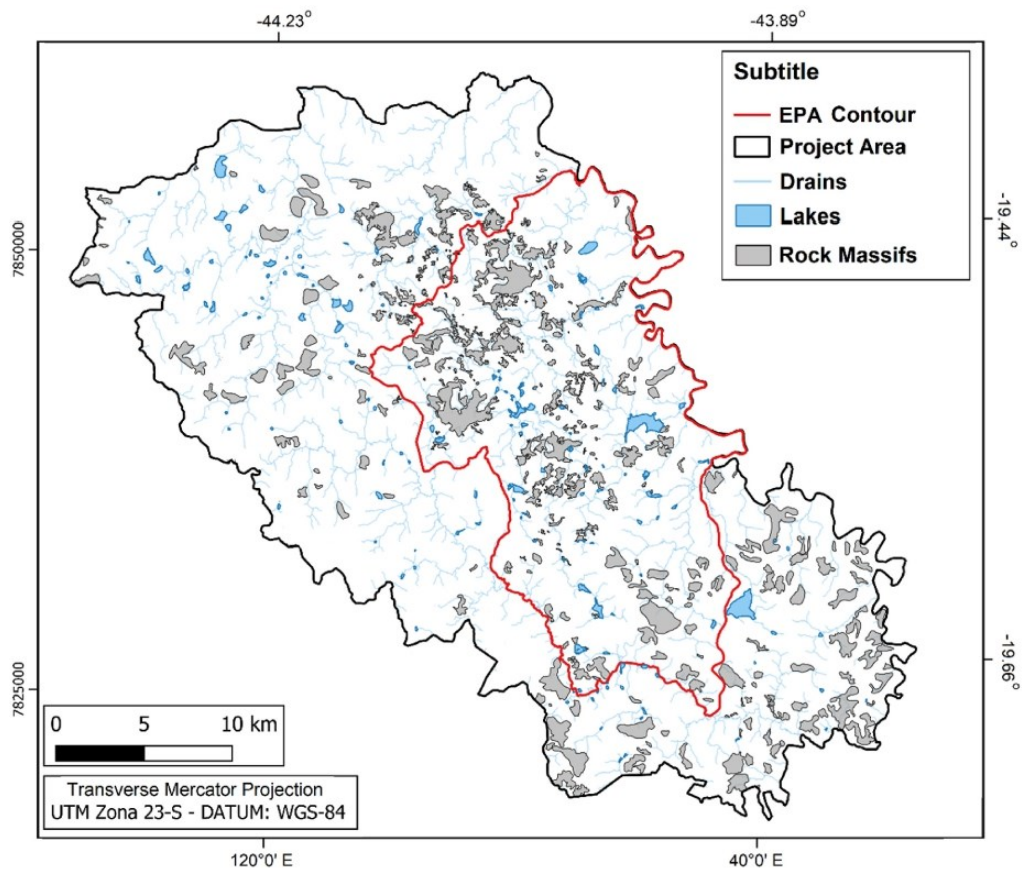 -44.23°
-43.89°
Subtitle
EPA Contour
Project Area
Drains
Lakes
Rock Massifs
7850000
-19.44°
7825000
-19.66°
0 5 10 km
Transverse Mercator Projection
UTM Zona 23-S - DATUM: WGS-84
120°0' E
40°0' E